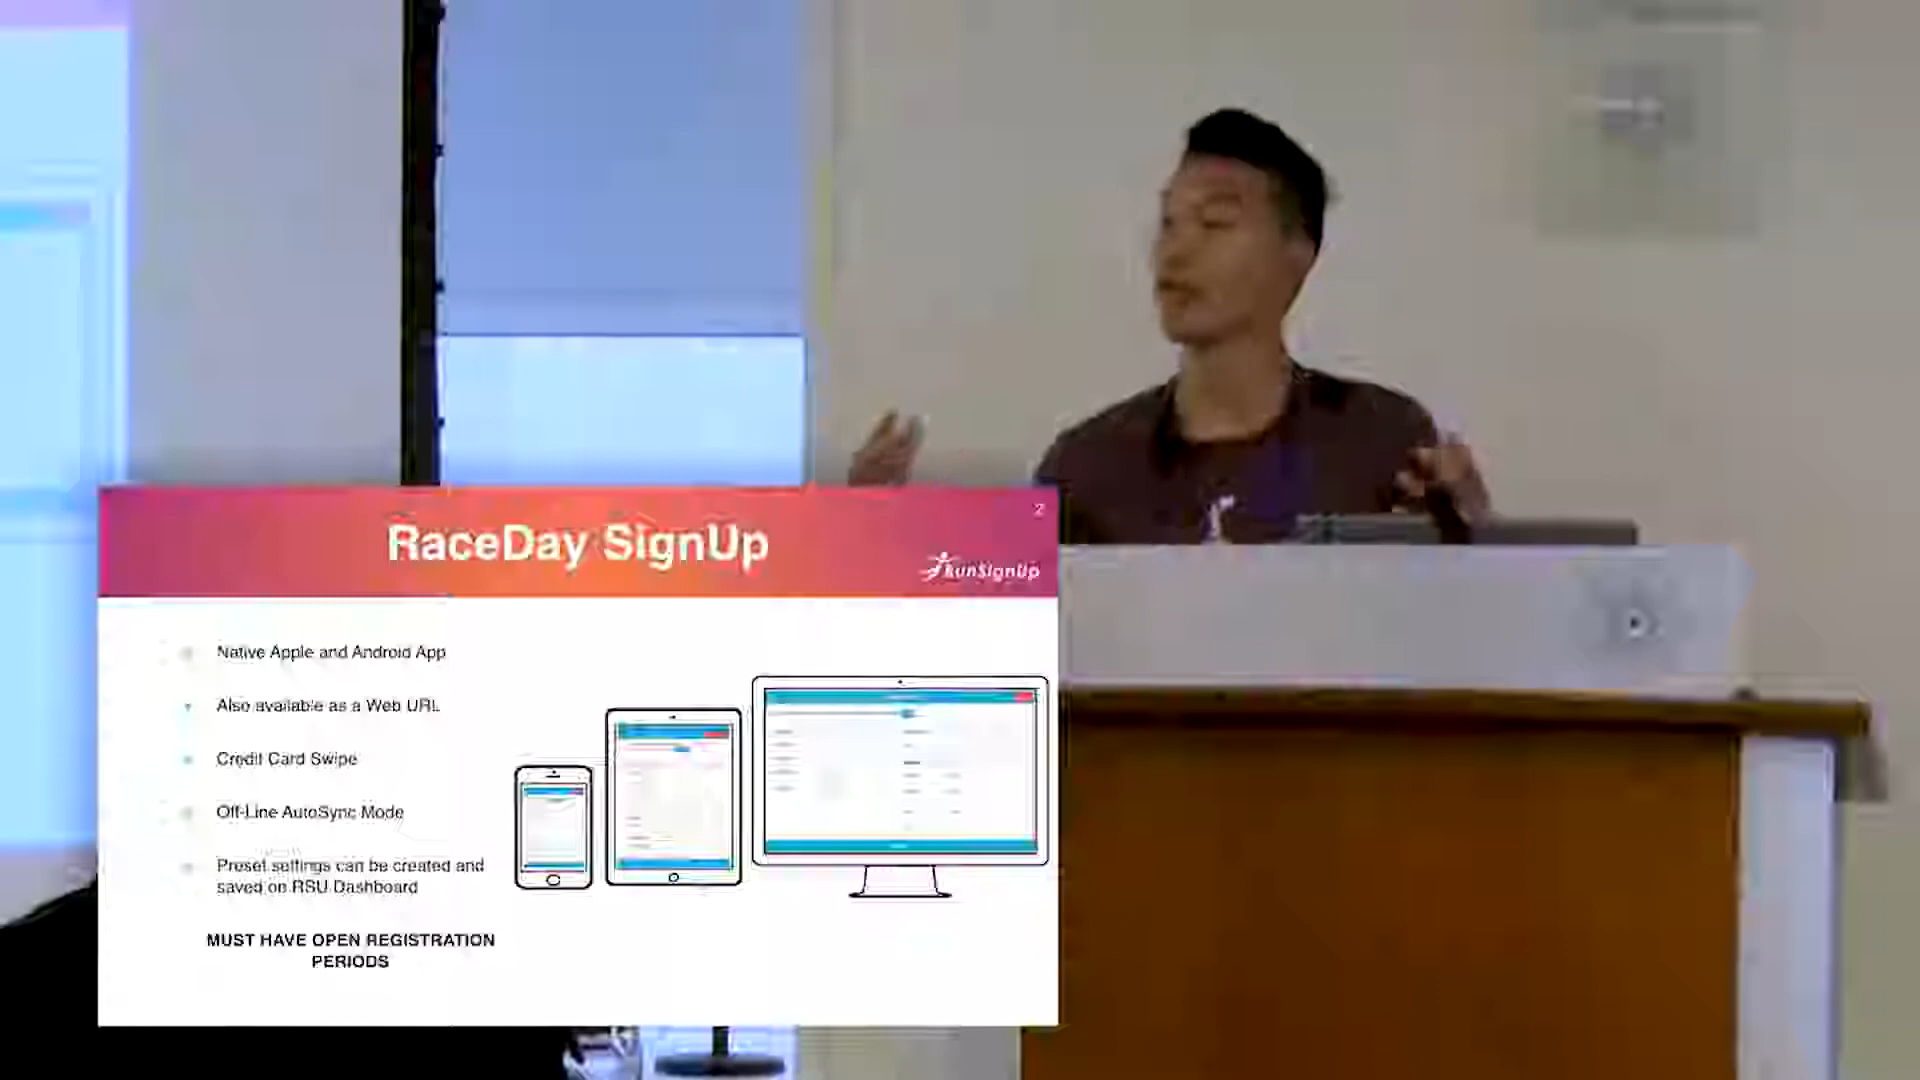 RaceDay SignUp
2
RunSignUp
Native Apple and Android App
Also available as a Web URL
Credit Card Swipe
Off-Line AutoSync Mode
Preset settings can be created and
saved on RSU Dashboard
MUST HAVE OPEN REGISTRATION
PERIODS